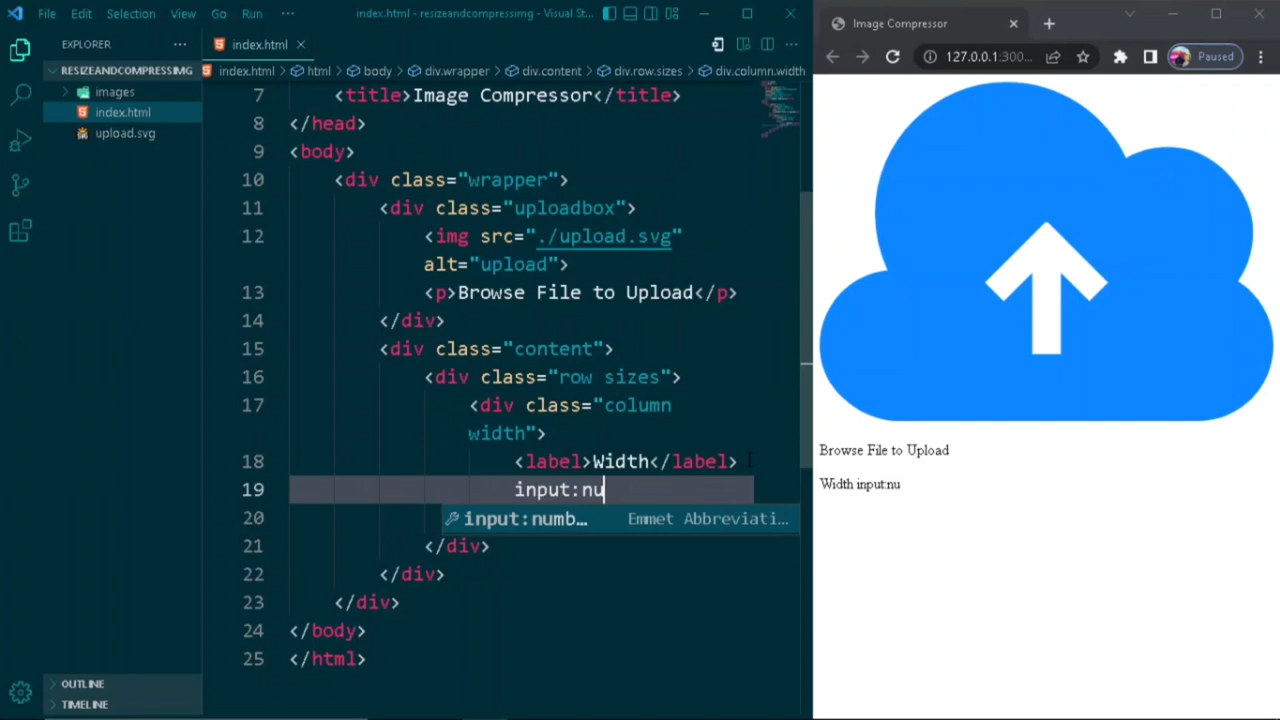 File Edit Selection View Go Run ··· index.html - resizeandcompressimg - Visual St...
EXPLORER ···
RESIZEANDCOMPRESSIMG
images
index.html
upload.svg
OUTLINE
TIMELINE
index.html
index.html > html > body > div.wrapper > div.content > div.row.sizes > div.column.width
7 <title>Image Compressor</title>
8 </head>
9 <body>
10 <div class="wrapper">
11 <div class="uploadbox">
12 <img src="./upload.svg"
alt="upload">
13 <p>Browse File to Upload</p>
14 </div>
15 <div class="content">
16 <div class="row sizes">
17 <div class="column
width">
18 <label>Width</label>
19 input:nu
input:numb… Emmet Abbreviati…
20
21 </div>
22 </div>
23 </div>
24 </body>
25 </html>
Image Compressor
127.0.0.1:300... Paused
Browse File to Upload
Width input:nu